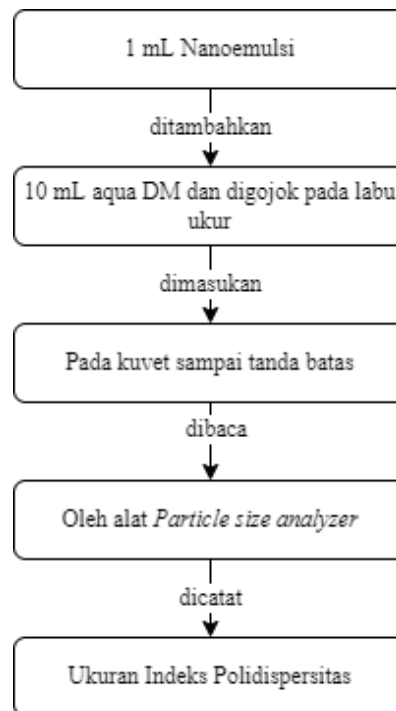 1 mL Nanoemulsi
ditambahkan
10 mL aqua DM dan digojok pada labu
ukur
dimasukan
Pada kuvet sampai tanda batas
dibaca
Oleh alat Particle size analyzer
dicatat
Ukuran Indeks Polidispersitas